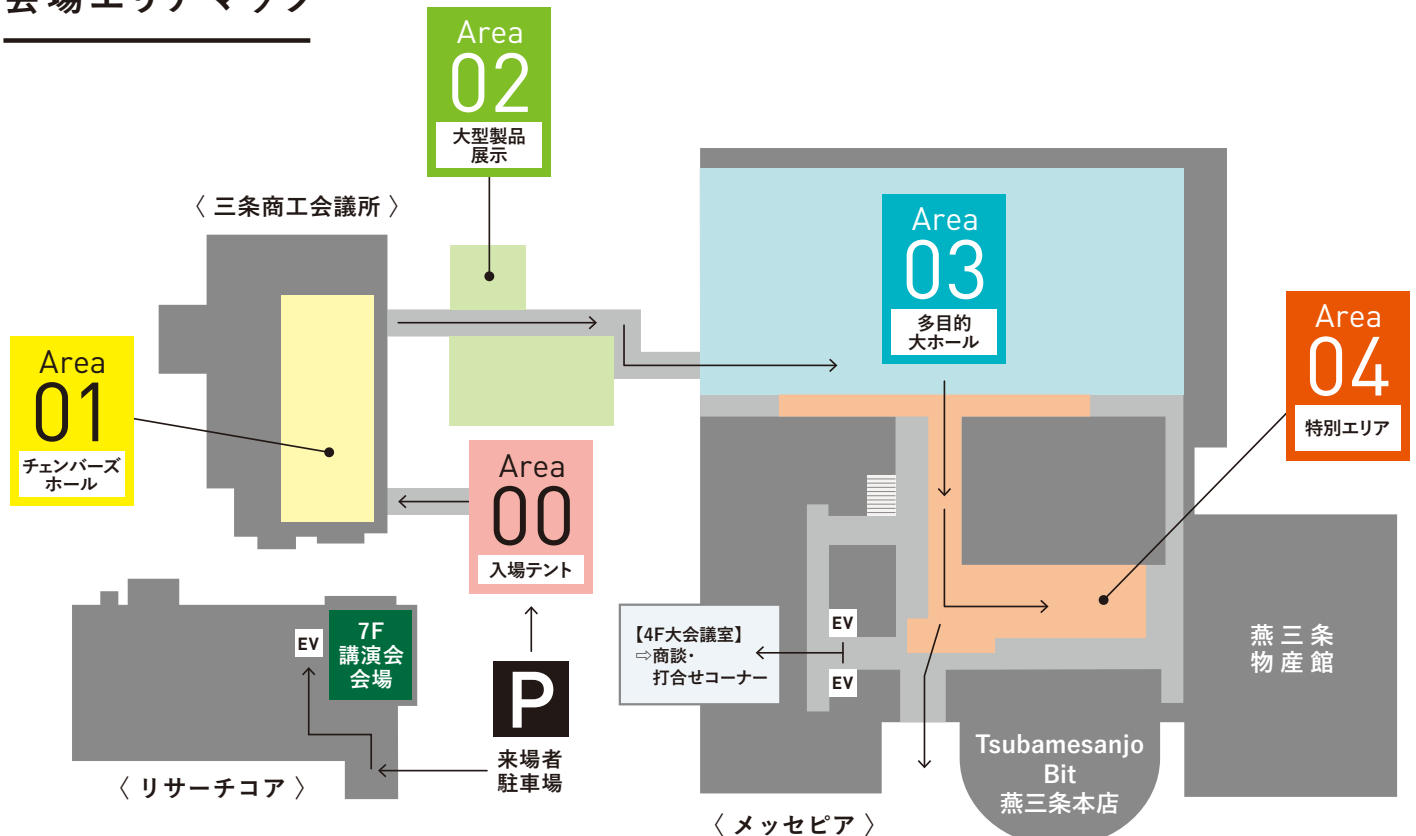 会場エリアマップ
Area
02
大型製品
展示
〈 三条商工会議所 〉
Area
03
多目的
大ホール
Area
04
特別エリア
Area
01
チェンバーズ
ホール
Area
00
入場テント
7F
講演会
会場
EV
P
来場者
駐車場
〈 リサーチコア 〉
【4F大会議室】
⇨商談・
打合せコーナー
EV
EV
燕三条
物産館
Tsubamesanjo
Bit
燕三条本店
〈 メッセピア 〉